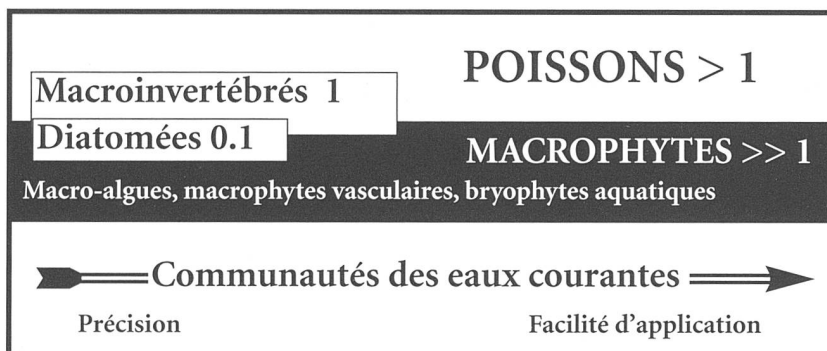 POISSONS > 1
Macroinvertébrés 1
Diatomées 0.1
MACROPHYTES >> 1
Macro-algues, macrophytes vasculaires, bryophytes aquatiques
Communautés des eaux courantes
Précision
Facilité d'application